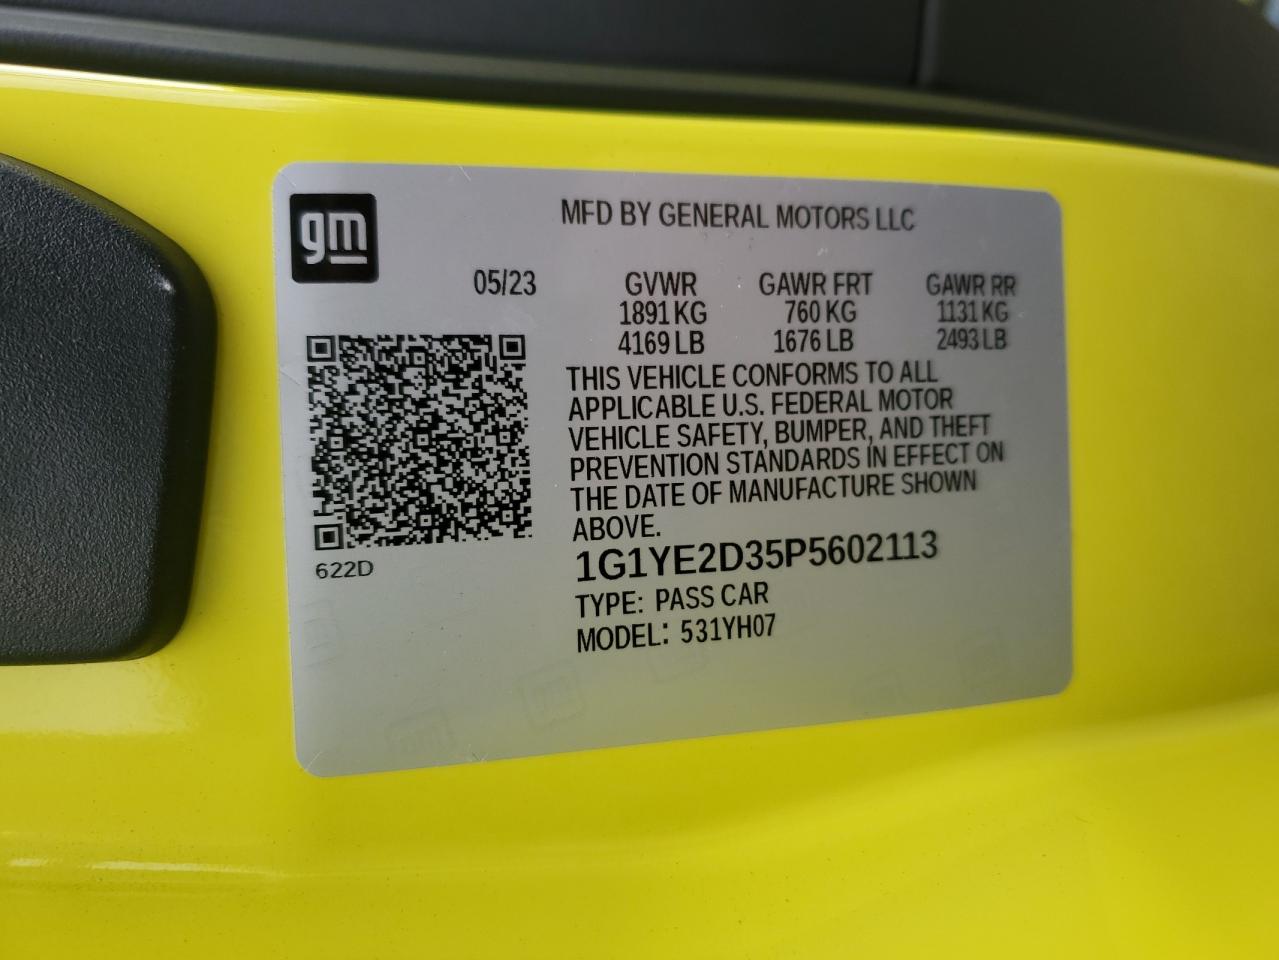 gm
MFD BY GENERAL MOTORS LLC
05/23 GVWR GAWR FRT GAWR RR
1891 KG 760 KG 1131 KG
4169 LB 1676 LB 2493 LB
THIS VEHICLE CONFORMS TO ALL
APPLICABLE U.S. FEDERAL MOTOR
VEHICLE SAFETY, BUMPER, AND THEFT
PREVENTION STANDARDS IN EFFECT ON
THE DATE OF MANUFACTURE SHOWN
ABOVE.
622D
1G1YE2D35P5602113
TYPE: PASS CAR
MODEL: 531YH07
gm
gm